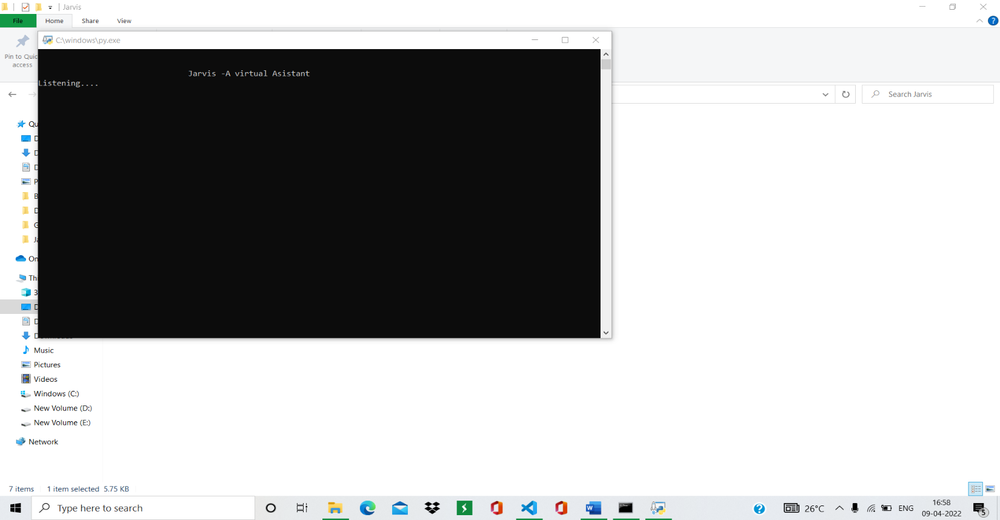 Jarvis
File
Home
Share
View
?
C:\windows\py.exe
Pin to Quic
access
Jarvis -A virtual Asistant
Listening....
Search Jarvis
Qu
D
D
D
P
B
D
G
Ja
On
Thi
3
D
D
Downloads
Music
Pictures
Videos
Windows (C:)
New Volume (D:)
New Volume (E:)
Network
7 items
1 item selected 5.75 KB
Type here to search
?
26°C
ENG
16:58
09-04-2022
5